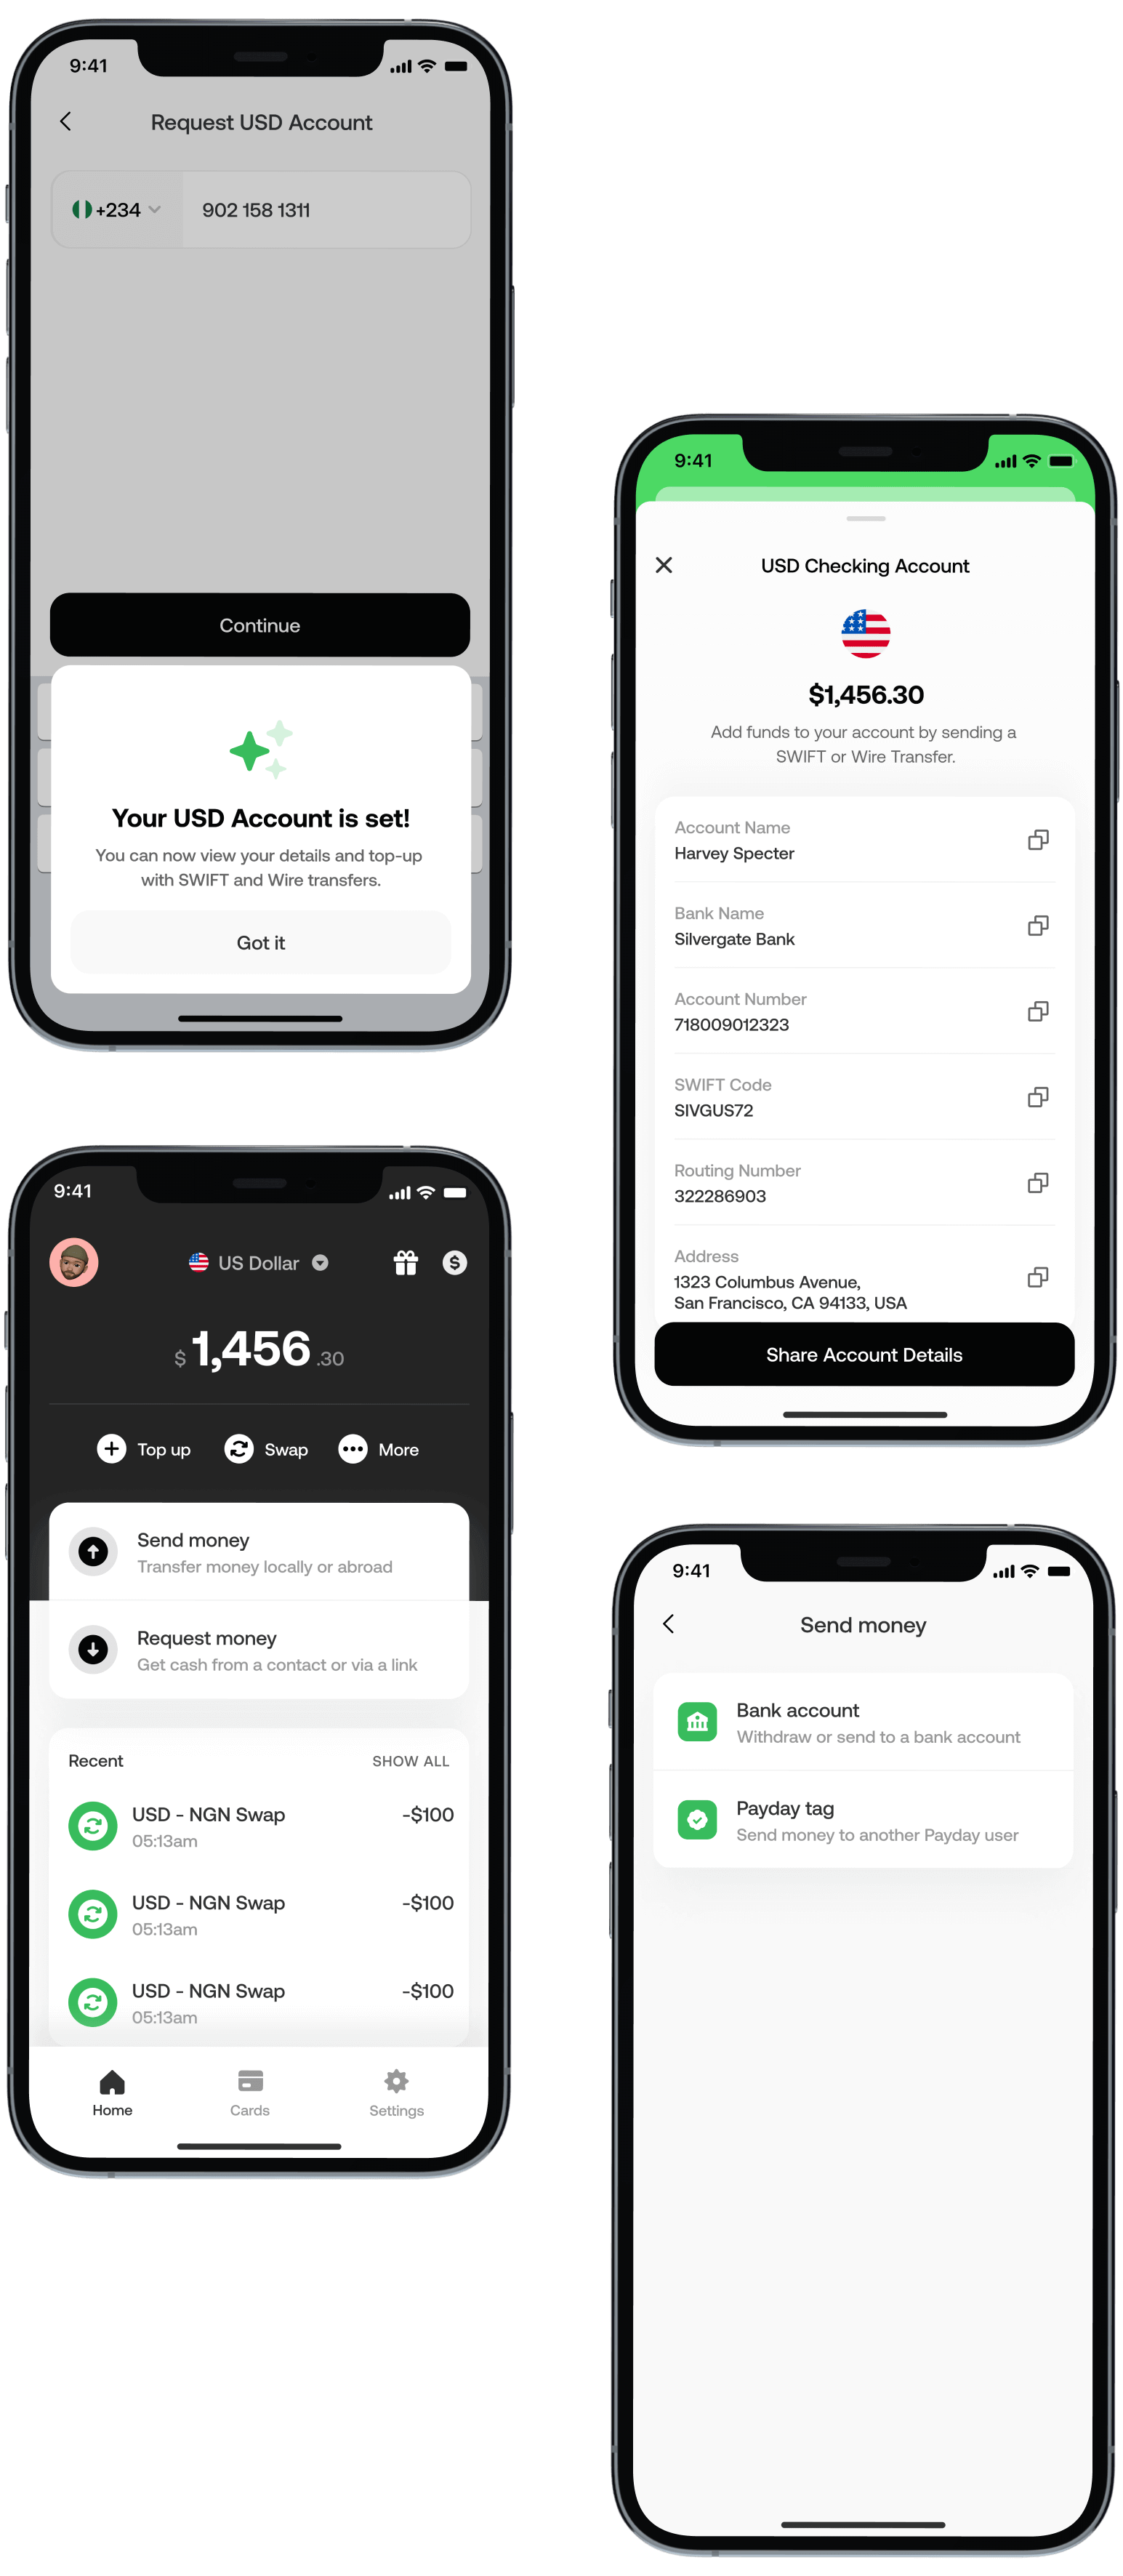 9:41
Request USD Account
+234 902 158 1311
Continue
Your USD Account is set!
You can now view your details and top-up
with SWIFT and Wire transfers.
Got it
9:41
USD Checking Account
$1,456.30
Add funds to your account by sending a
SWIFT or Wire Transfer.
Account Name
Harvey Specter
Bank Name
Silvergate Bank
Account Number
718009012323
SWIFT Code
SIVGUS72
Routing Number
322286903
Address
1323 Columbus Avenue,
San Francisco, CA 94133, USA
Share Account Details
9:41
US Dollar $
$ 1,456 .30
Top up Swap More
Send money
Transfer money locally or abroad
Request money
Get cash from a contact or via a link
Recent SHOW ALL
USD - NGN Swap -$100
05:13am
USD - NGN Swap -$100
05:13am
USD - NGN Swap -$100
05:13am
Home Cards Settings
9:41
Send money
Bank account
Withdraw or send to a bank account
Payday tag
Send money to another Payday user